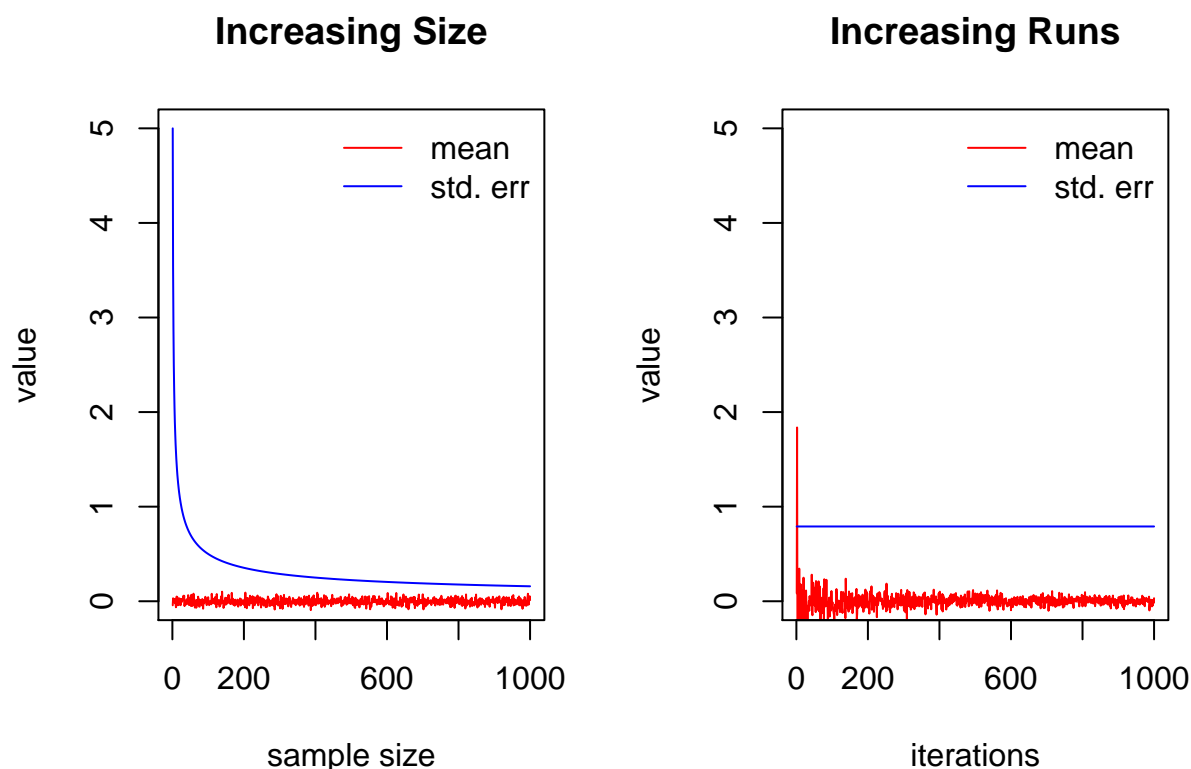 Increasing Size
5
4
3
2
1
0
value
mean
std. err
0 200 600 1000
sample size
Increasing Runs
5
4
3
2
1
0
value
mean
std. err
0 200 600 1000
iterations